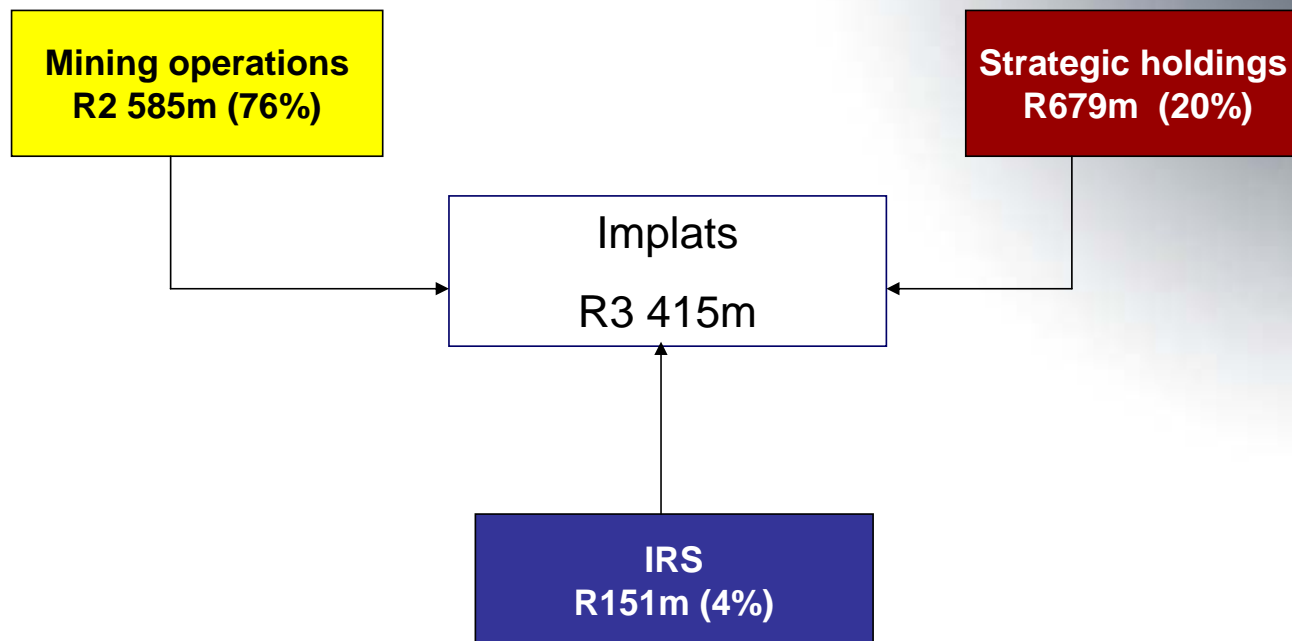 Mining operations
R2 585m (76%)
Strategic holdings
R679m (20%)
Implats
R3 415m
IRS
R151m (4%)